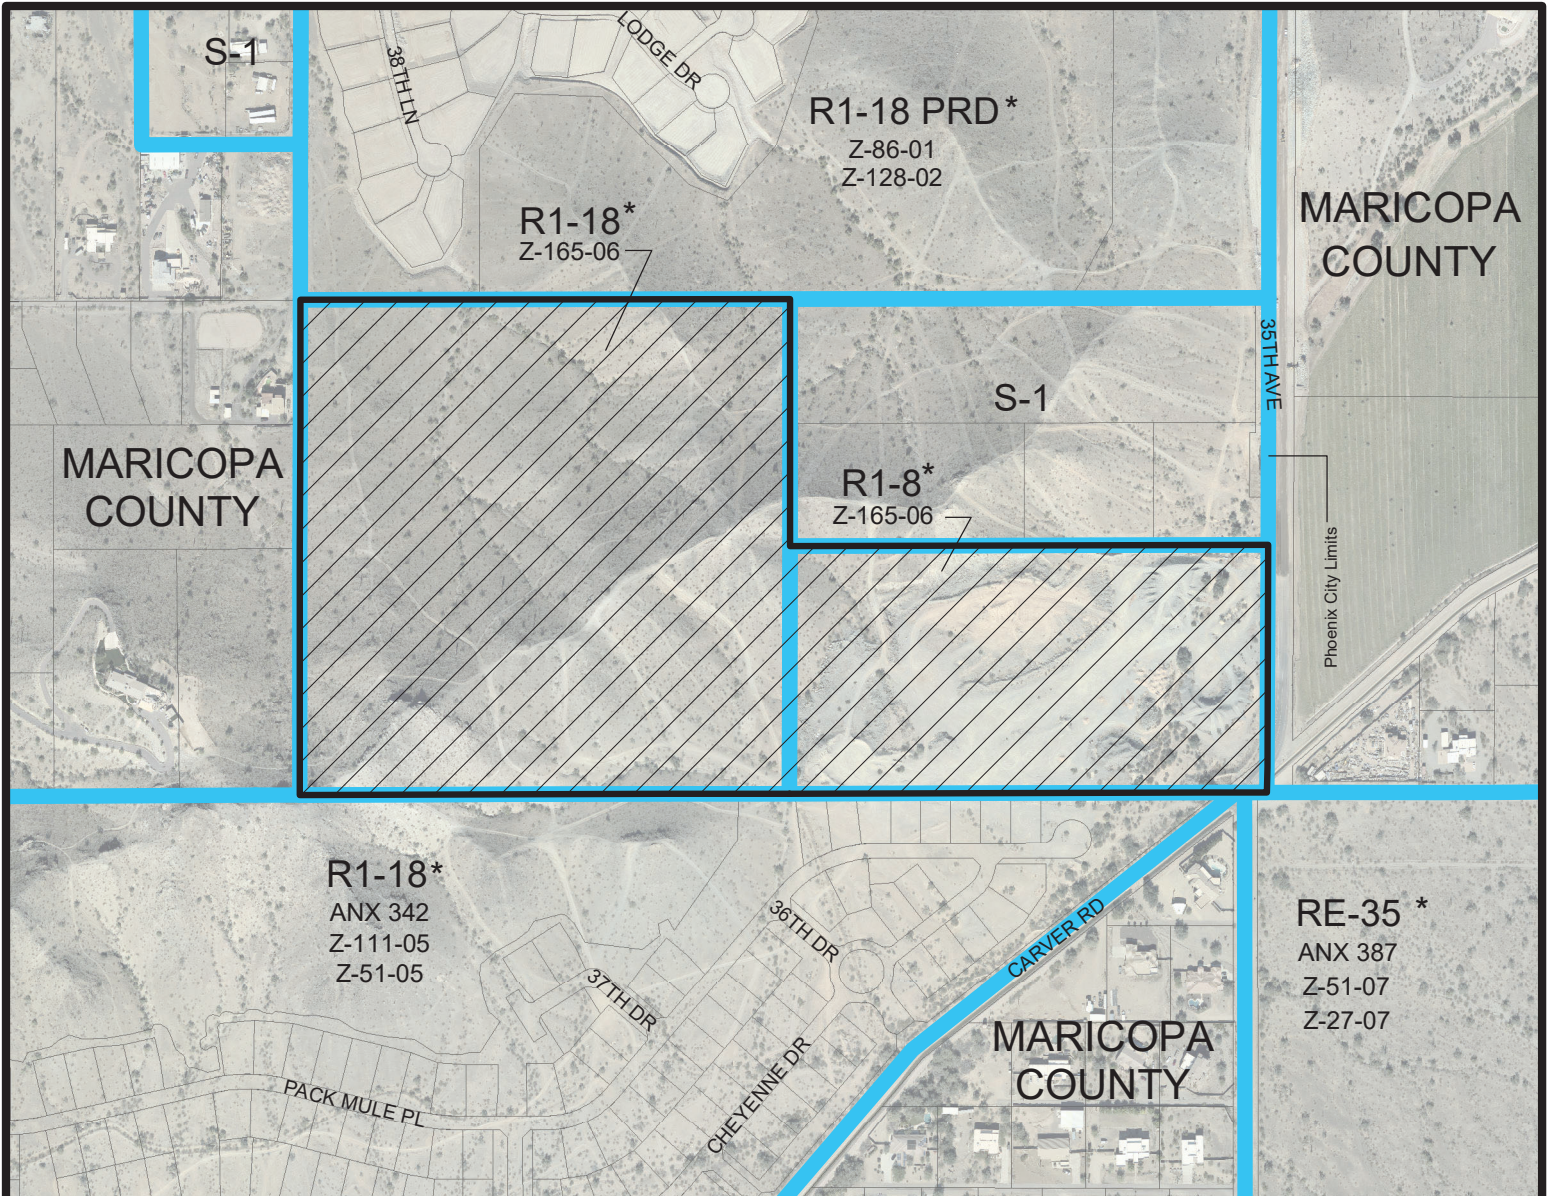 S-1
38TH LN
LODGE DR
R1-18 PRD*
Z-86-01
Z-128-02
MARICOPA
COUNTY
R1-18*
Z-165-06
35TH AVE
S-1
MARICOPA
COUNTY
R1-8*
Z-165-06
Phoenix City Limits
R1-18*
ANX 342
Z-111-05
Z-51-05
36TH DR
37TH DR
CARVER RD
RE-35 *
ANX 387
Z-51-07
Z-27-07
MARICOPA
COUNTY
PACK MULE PL
CHEYENNE DR